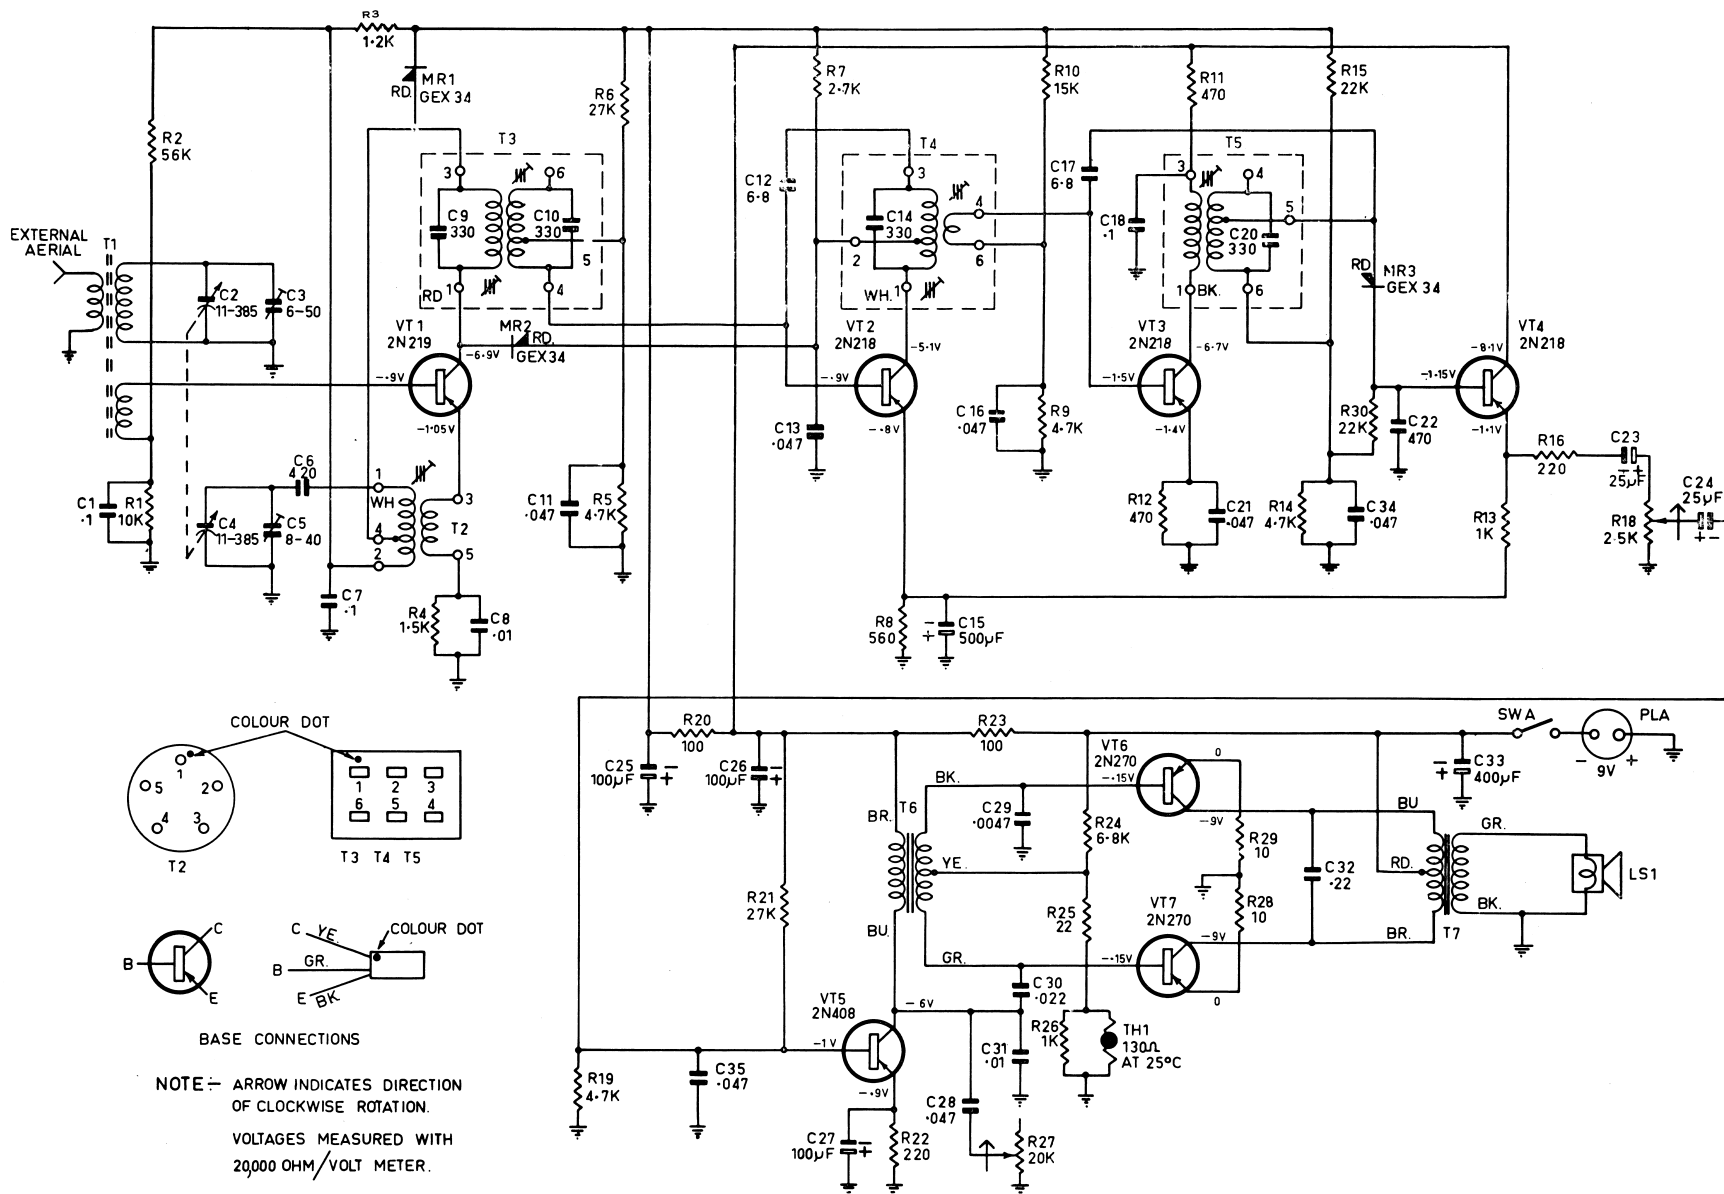 R3
1·2K
MR1
RD.
GEX 34
R2
56K
R6
27K
R7
2·7K
R10
15K
R11
470
R15
22K
T3
3
6
C9
330
C10
330
5
RD
1
4
C12
6·8
T4
3
C14
330
2
4
6
WH.
1
C17
6·8
T5
3
4
C18
·1
C20
330
5
1
BK.
6
RD
MR3
GEX 34
EXTERNAL
AERIAL
T1
C2
11-385
C3
6-50
VT1
2N219
-6·9V
MR2
RD.
GEX34
-·9V
-1·05V
VT2
2N218
-5·1V
-·9V
-·8V
VT3
2N218
-6·7V
-1·5V
-1·4V
VT4
2N218
-8·1V
-1·15V
-1·1V
C13
·047
C16
·047
R9
4·7K
R30
22K
C22
470
R16
220
C23
25µF
- +
C24
25µF
+ -
R18
2·5K
R13
1K
C1
·1
R1
10K
C4
11-385
C5
8-40
C6
420
1
WH
4
2
3
T2
5
C11
·047
R5
4·7K
R12
470
C21
·047
R14
4·7K
C34
·047
C7
·1
R4
1·5K
C8
·01
R8
560
-
+
C15
500µF
COLOUR DOT
1
5
2
4
3
T2
1
2
3
6
5
4
T3 T4 T5
R20
100
C25
100µF
-
+
C26
100µF
-
+
R23
100
SWA
PLA
-
9V
+
-
+
C33
400µF
VT6
2N270
0
-·15V
-9V
BK.
C29
·0047
T6
BR.
YE.
R24
6·8K
R29
10
BU
C32
·22
RD.
GR.
BK.
LS1
T7
BR.
R21
27K
BU.
GR.
R25
22
VT7
2N270
R28
10
-9V
-·15V
0
C30
·022
B
C
E
C YE.
COLOUR DOT
B GR.
E BK.
BASE CONNECTIONS
VT5
2N408
-6V
-1V
-·9V
R26
1K
TH1
130Ω
AT 25°C
C31
·01
R19
4·7K
C35
·047
C28
·047
C27
100µF
-
+
R22
220
R27
20K
NOTE:- ARROW INDICATES DIRECTION
OF CLOCKWISE ROTATION.
VOLTAGES MEASURED WITH
20,000 OHM/VOLT METER.